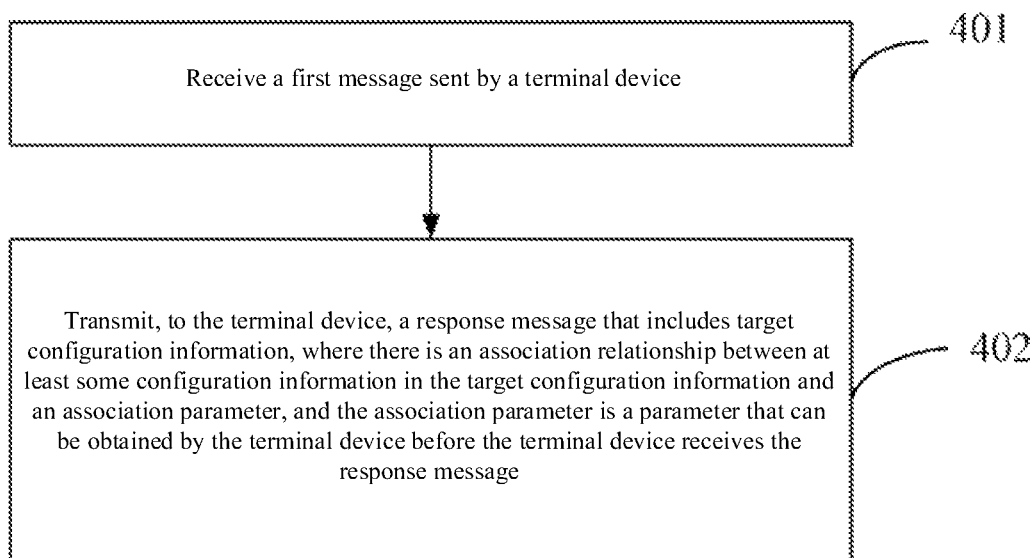 401
Receive a first message sent by a terminal device
Transmit, to the terminal device, a response message that includes target
configuration information, where there is an association relationship between at
least some configuration information in the target configuration information and
an association parameter, and the association parameter is a parameter that can
be obtained by the terminal device before the terminal device receives the
response message
402